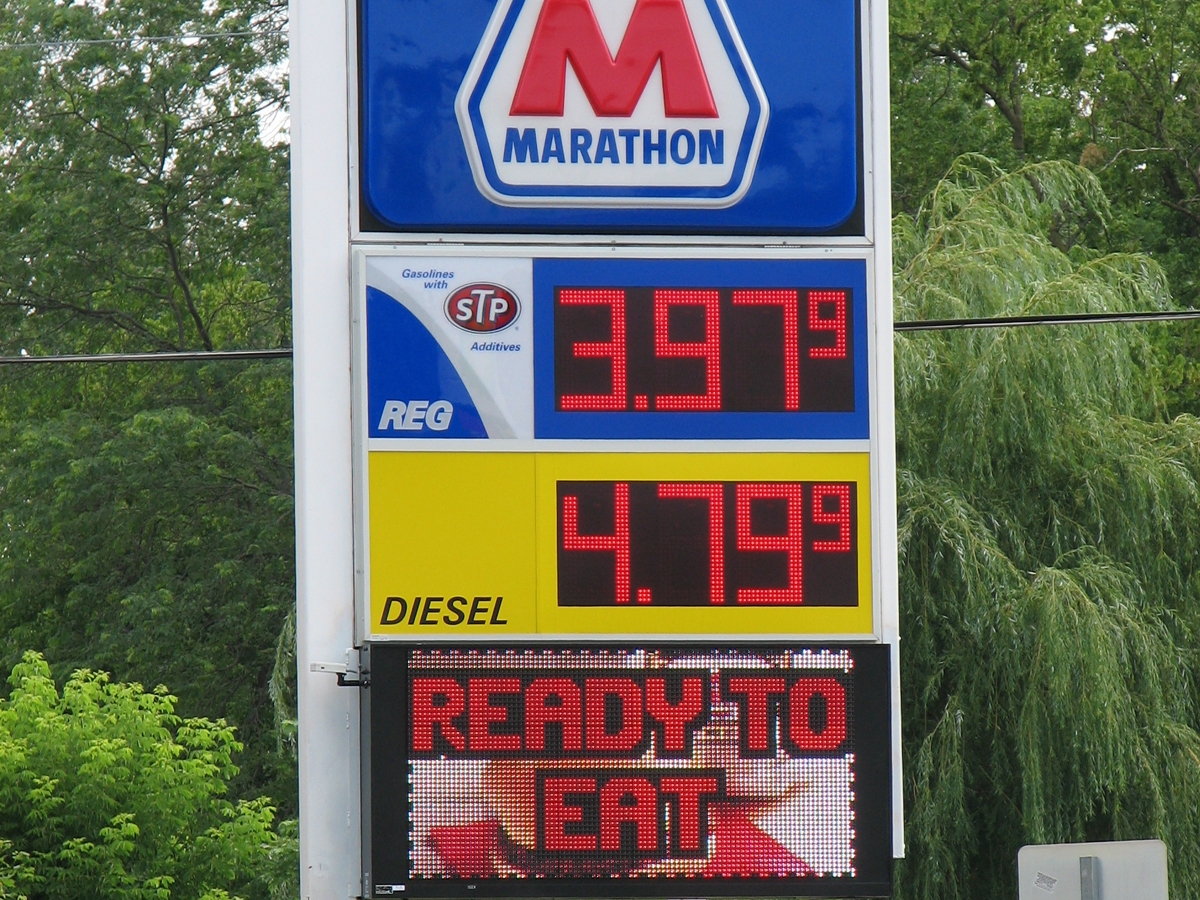 M
MARATHON
Gasolines
with
STP
Additives
REG
3.979
DIESEL
4.799
READY TO
EAT